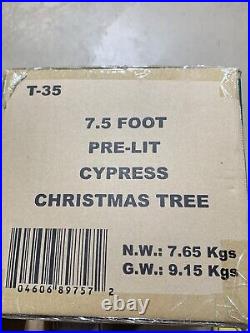 T-35
7.5 FOOT
PRE-LIT
CYPRESS
CHRISTMAS TREE
N.W.: 7.65 Kgs
G.W.: 9.15 Kgs
04606 89757 2